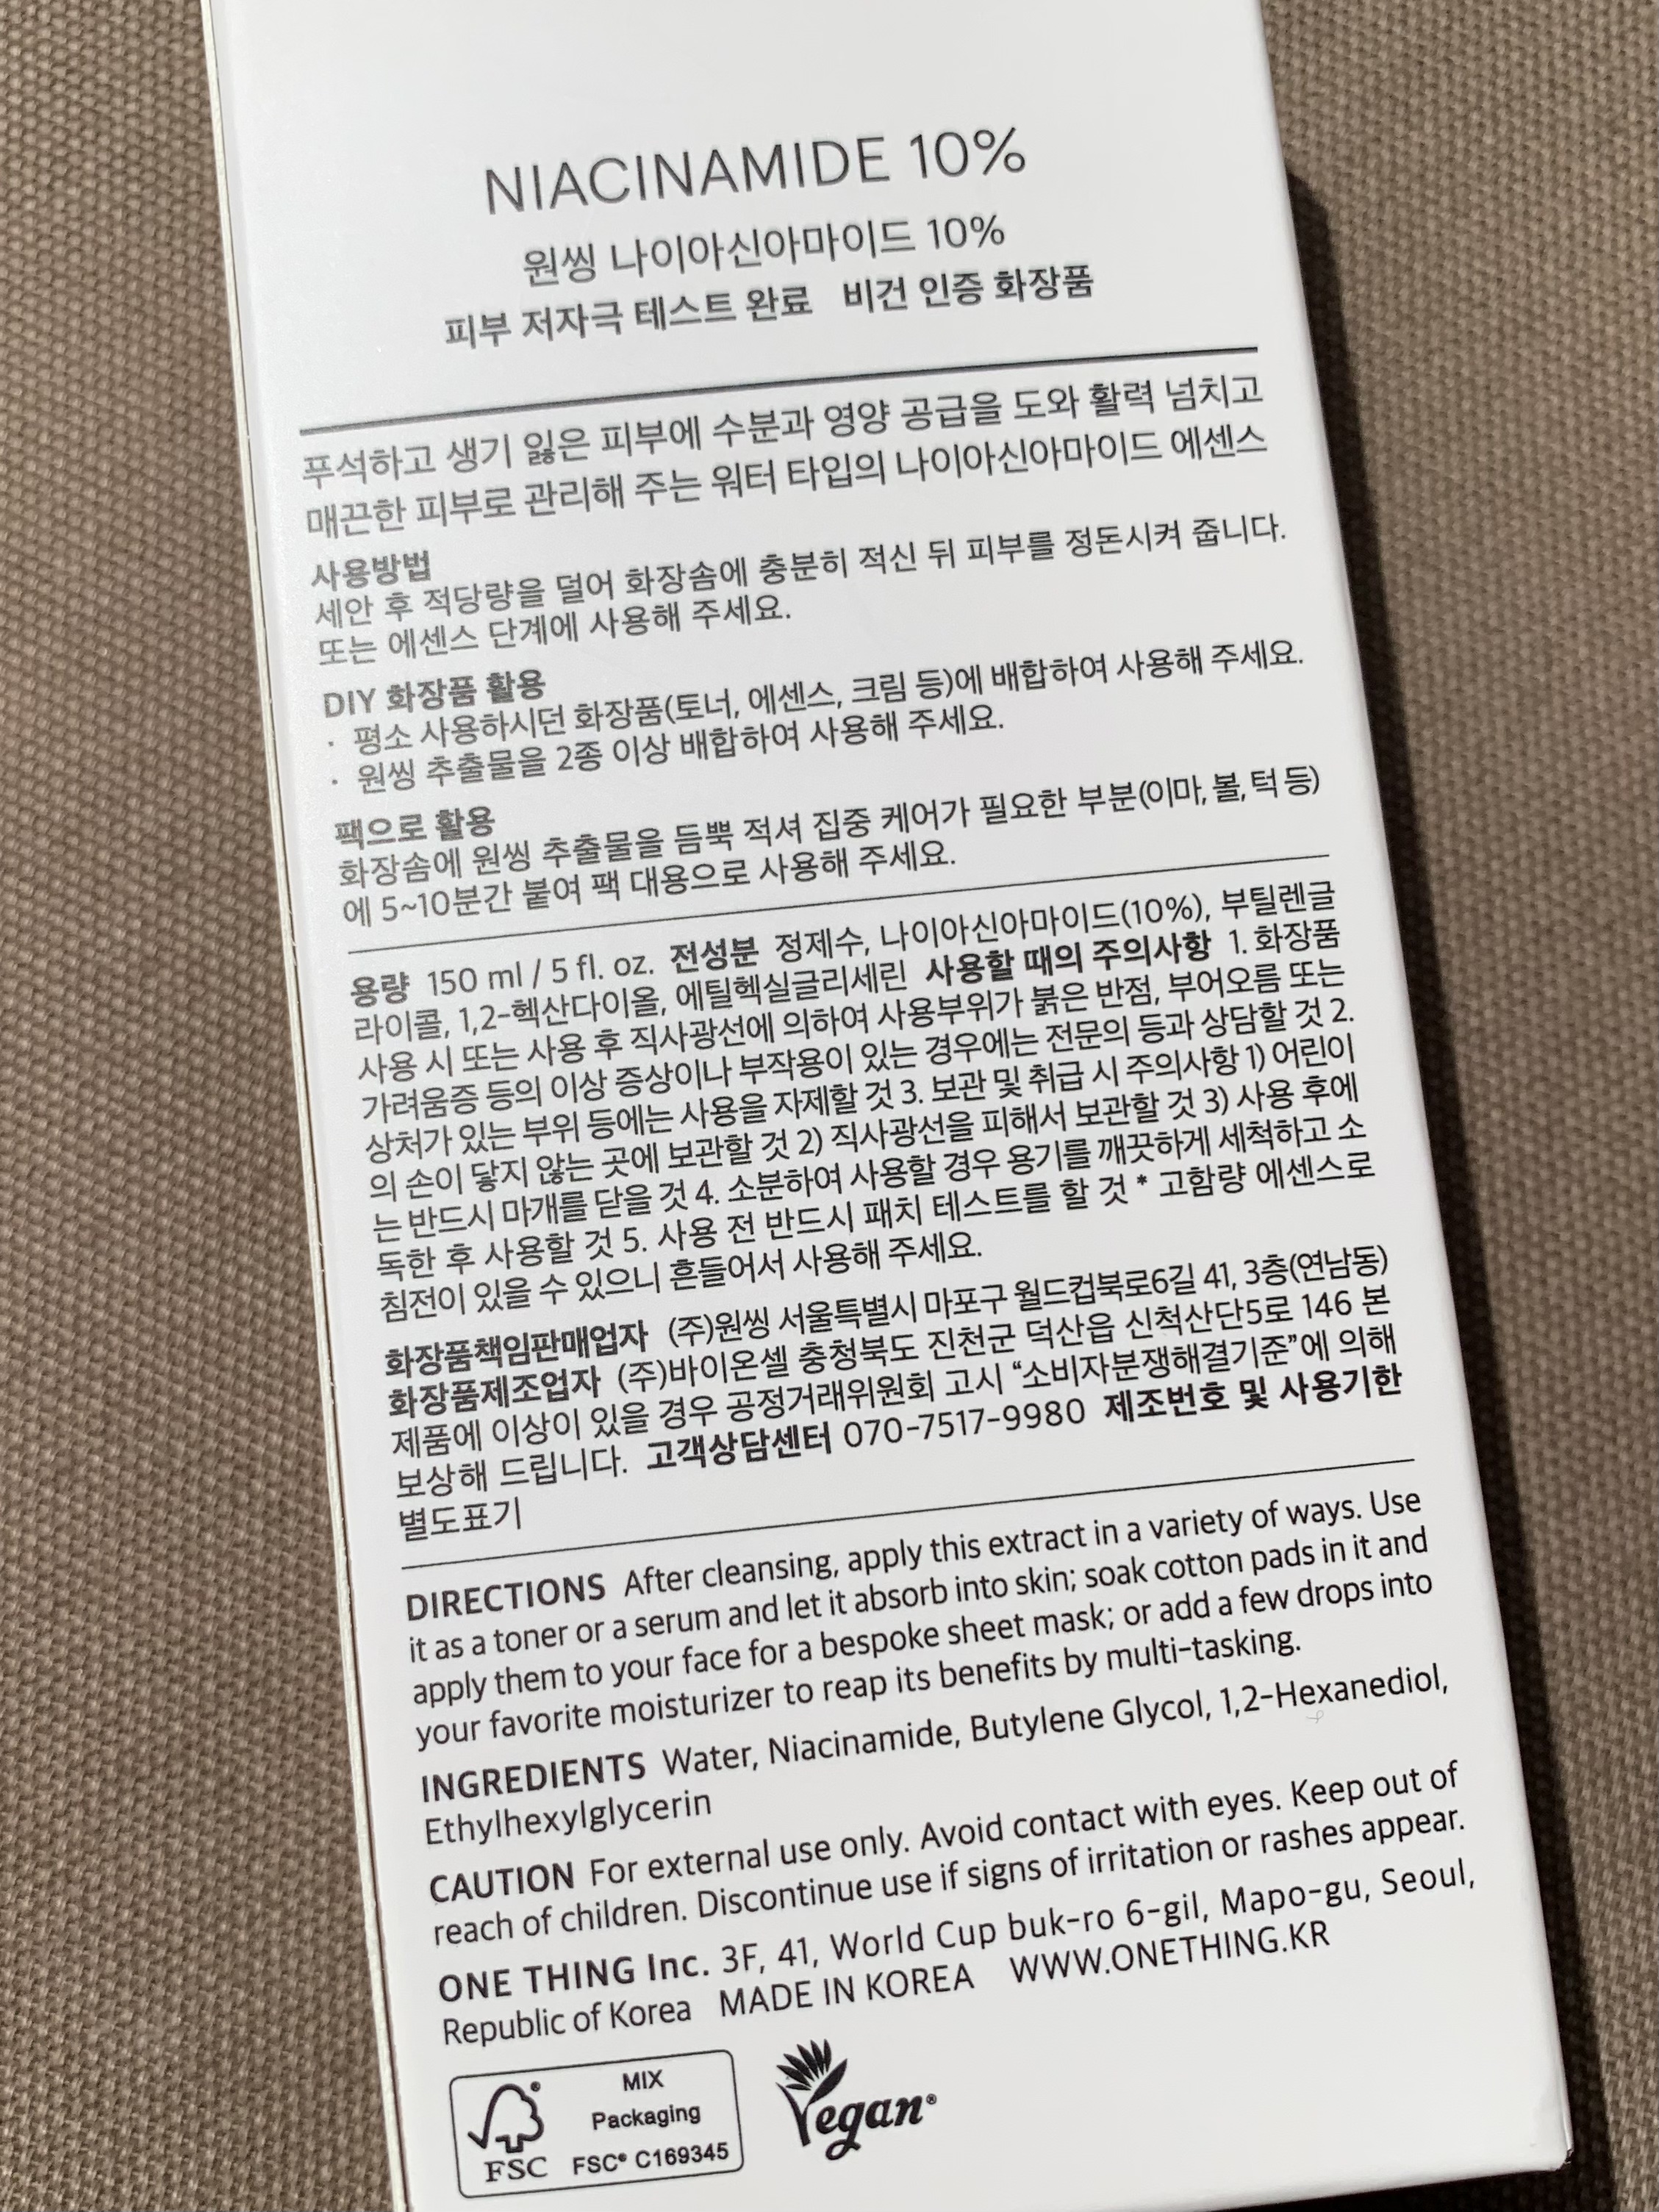 NIACINAMIDE 10%
원씽 나이아신아마이드 10%
피부 저자극 테스트 완료 비건 인증 화장품
푸석하고 생기 잃은 피부에 수분과 영양 공급을 도와 활력 넘치고
매끈한 피부로 관리해 주는 워터 타입의 나이아신아마이드 에센스
사용방법
세안 후 적당량을 덜어 화장솜에 충분히 적신 뒤 피부를 정돈시켜 줍니다.
또는 에센스 단계에 사용해 주세요.
DIY 화장품 활용
· 평소 사용하시던 화장품(토너, 에센스, 크림 등)에 배합하여 사용해 주세요.
· 원씽 추출물을 2종 이상 배합하여 사용해 주세요.
팩으로 활용
화장솜에 원씽 추출물을 듬뿍 적셔 집중 케어가 필요한 부분(이마, 볼, 턱 등)
에 5~10분간 붙여 팩 대용으로 사용해 주세요.
용량 150 ml / 5 fl. oz. 전성분 정제수, 나이아신아마이드(10%), 부틸렌글
라이콜, 1,2-헥산다이올, 에틸헥실글리세린 사용할 때의 주의사항 1. 화장품
사용 시 또는 사용 후 직사광선에 의하여 사용부위가 붉은 반점, 부어오름 또는
가려움증 등의 이상 증상이나 부작용이 있는 경우에는 전문의 등과 상담할 것 2.
상처가 있는 부위 등에는 사용을 자제할 것 3. 보관 및 취급 시 주의사항 1) 어린이
의 손이 닿지 않는 곳에 보관할 것 2) 직사광선을 피해서 보관할 것 3) 사용 후에
는 반드시 마개를 닫을 것 4. 소분하여 사용할 경우 용기를 깨끗하게 세척하고 소
독한 후 사용할 것 5. 사용 전 반드시 패치 테스트를 할 것 * 고함량 에센스로
침전이 있을 수 있으니 흔들어서 사용해 주세요.
화장품책임판매업자 (주)원씽 서울특별시 마포구 월드컵북로6길 41, 3층(연남동)
화장품제조업자 (주)바이온셀 충청북도 진천군 덕산읍 신척산단5로 146 본
제품에 이상이 있을 경우 공정거래위원회 고시 “소비자분쟁해결기준”에 의해
보상해 드립니다. 고객상담센터 070-7517-9980 제조번호 및 사용기한
별도표기
DIRECTIONS After cleansing, apply this extract in a variety of ways. Use
it as a toner or a serum and let it absorb into skin; soak cotton pads in it and
apply them to your face for a bespoke sheet mask; or add a few drops into
your favorite moisturizer to reap its benefits by multi-tasking.
INGREDIENTS Water, Niacinamide, Butylene Glycol, 1,2-Hexanediol,
Ethylhexylglycerin
CAUTION For external use only. Avoid contact with eyes. Keep out of
reach of children. Discontinue use if signs of irritation or rashes appear.
ONE THING Inc. 3F, 41, World Cup buk-ro 6-gil, Mapo-gu, Seoul,
Republic of Korea MADE IN KOREA WWW.ONETHING.KR
MIX
Packaging
FSC FSC® C169345
Vegan®